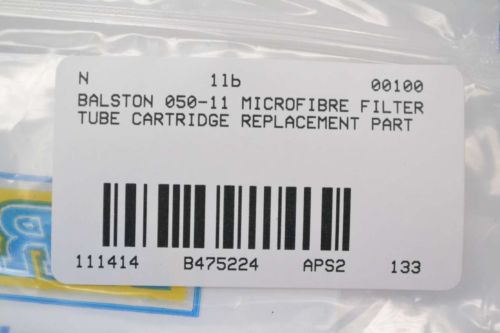 N 1lb 00100
BALSTON 050-11 MICROFIBRE FILTER
TUBE CARTRIDGE REPLACEMENT PART
111414 B475224 APS2 133